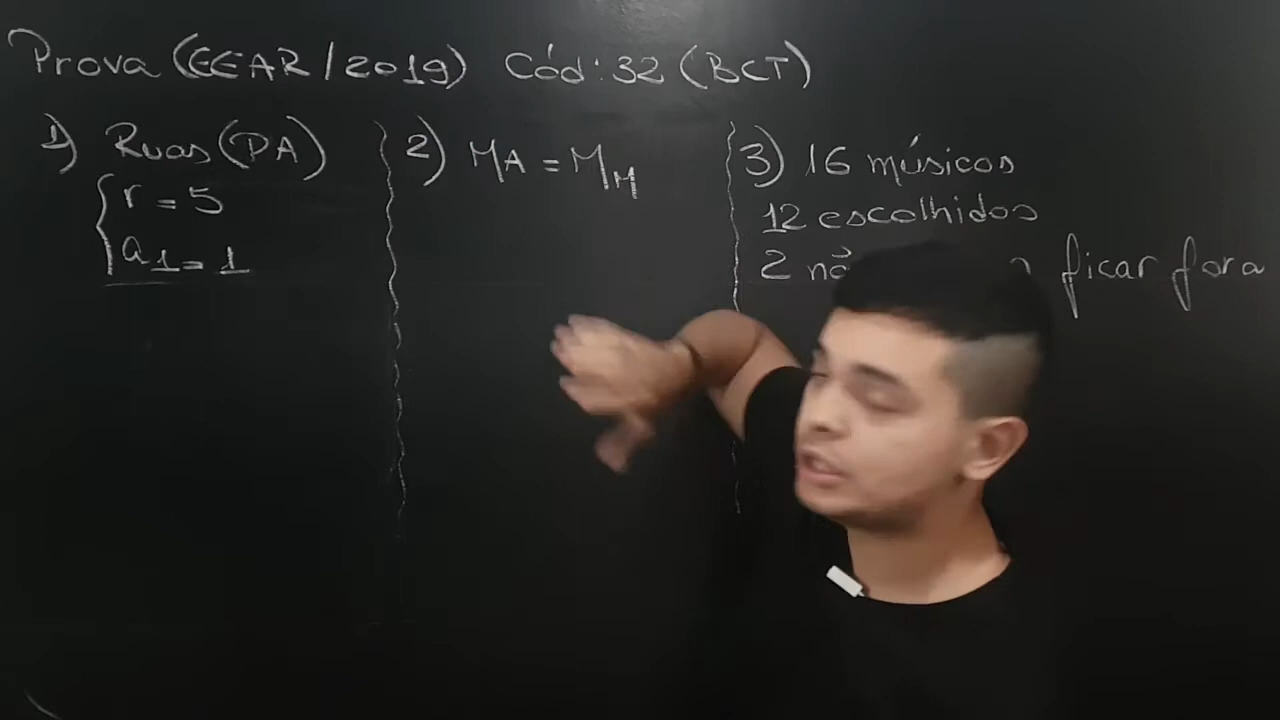 Prova (EEAR/2019) Cód: 32 (BCT)
1) Ruas (PA)
r = 5
a1 = 1
2) MA = MM
3) 16 músicos
12 escolhidos
2 ficar fora